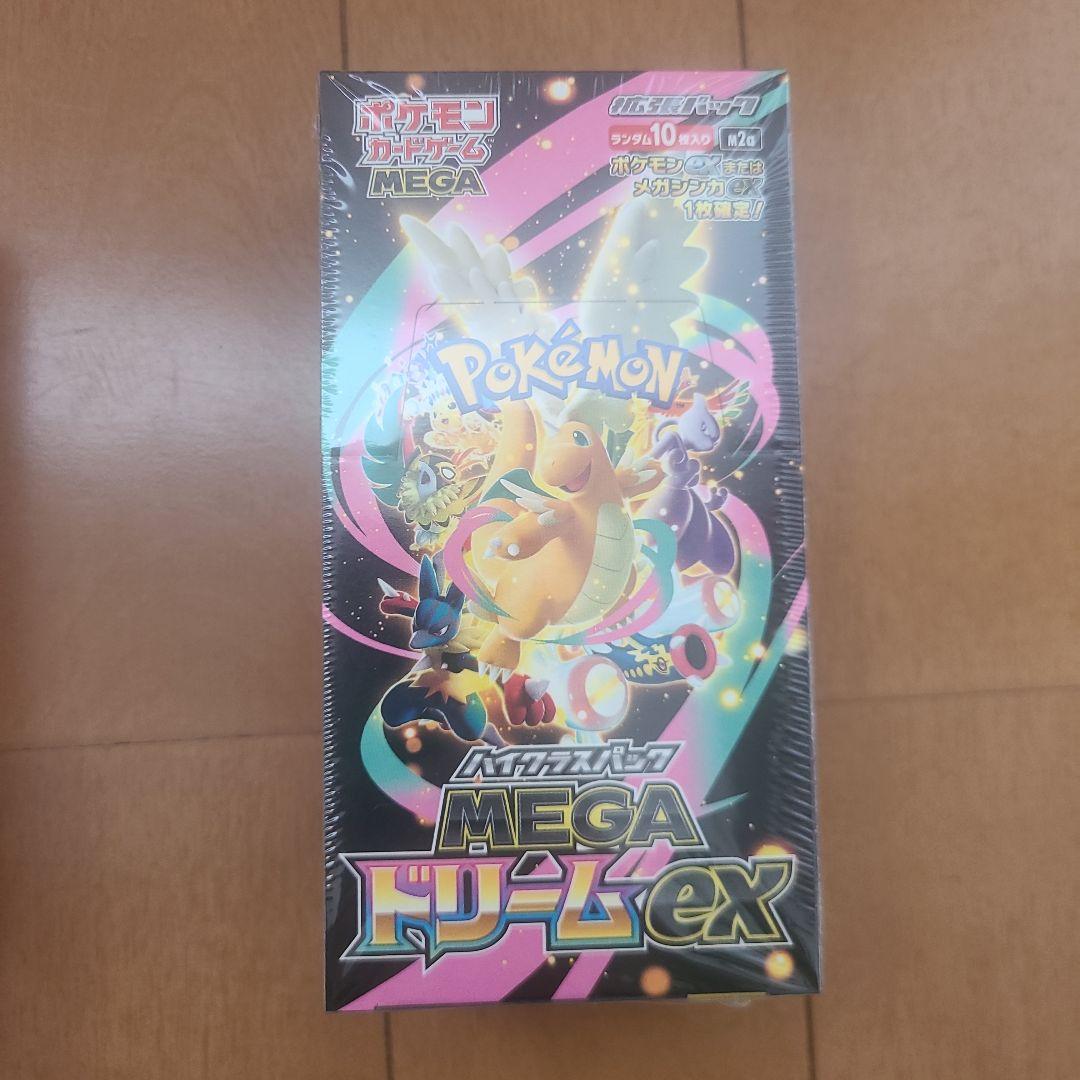 ポケモン
カードゲーム
MEGA
拡張パック
ランダム10枚入り
M2a
ポケモンexまたは
メガシンカex
1枚確定!
POKéMON
TM
ハイクラスパック
MEGA
ドリームex